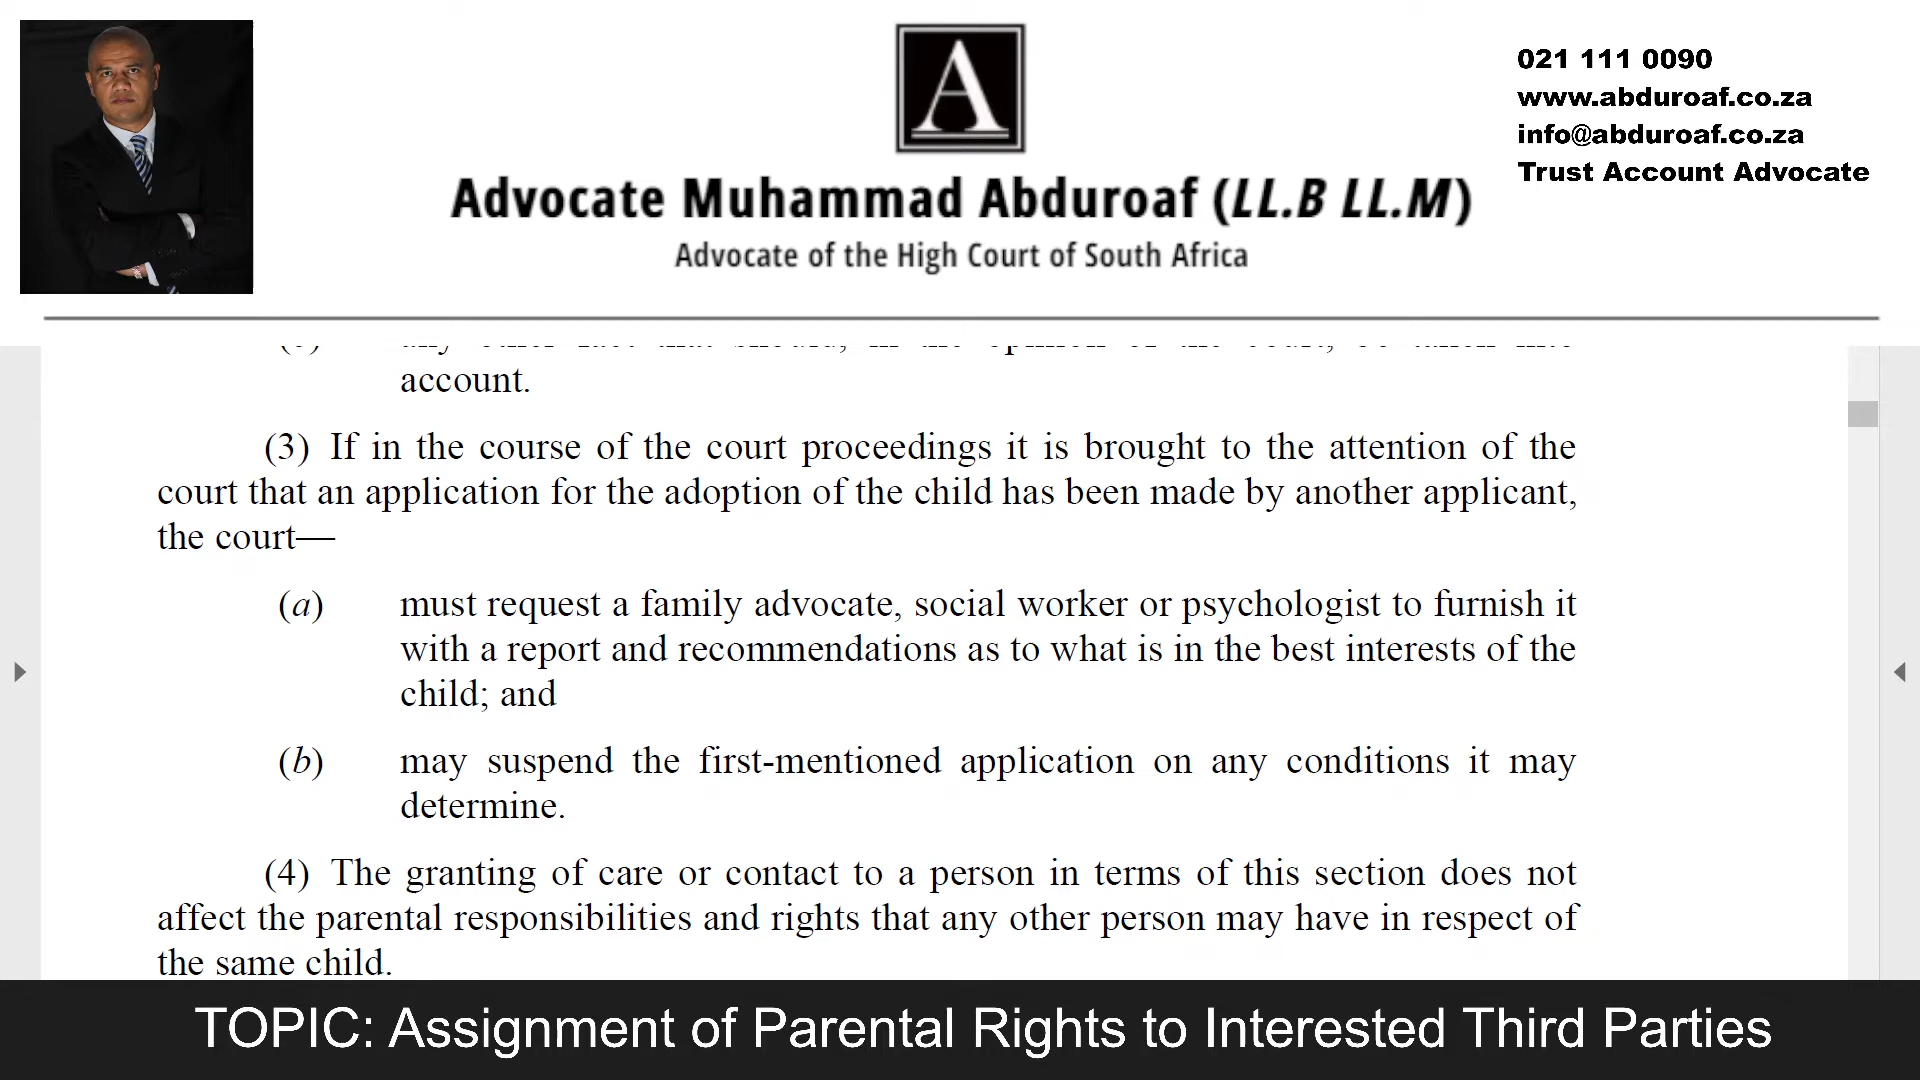 A
021 111 0090
www.abduroaf.co.za
info@abduroaf.co.za
Trust Account Advocate
Advocate Muhammad Abduroaf (LL.B LL.M)
Advocate of the High Court of South Africa
account.
(3) If in the course of the court proceedings it is brought to the attention of the
court that an application for the adoption of the child has been made by another applicant,
the court—
(a) must request a family advocate, social worker or psychologist to furnish it
with a report and recommendations as to what is in the best interests of the
child; and
(b) may suspend the first-mentioned application on any conditions it may
determine.
(4) The granting of care or contact to a person in terms of this section does not
affect the parental responsibilities and rights that any other person may have in respect of
the same child.
TOPIC: Assignment of Parental Rights to Interested Third Parties